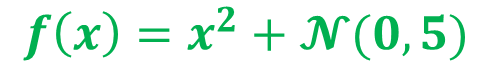 f(x) = x² + 𝒩(0, 5)